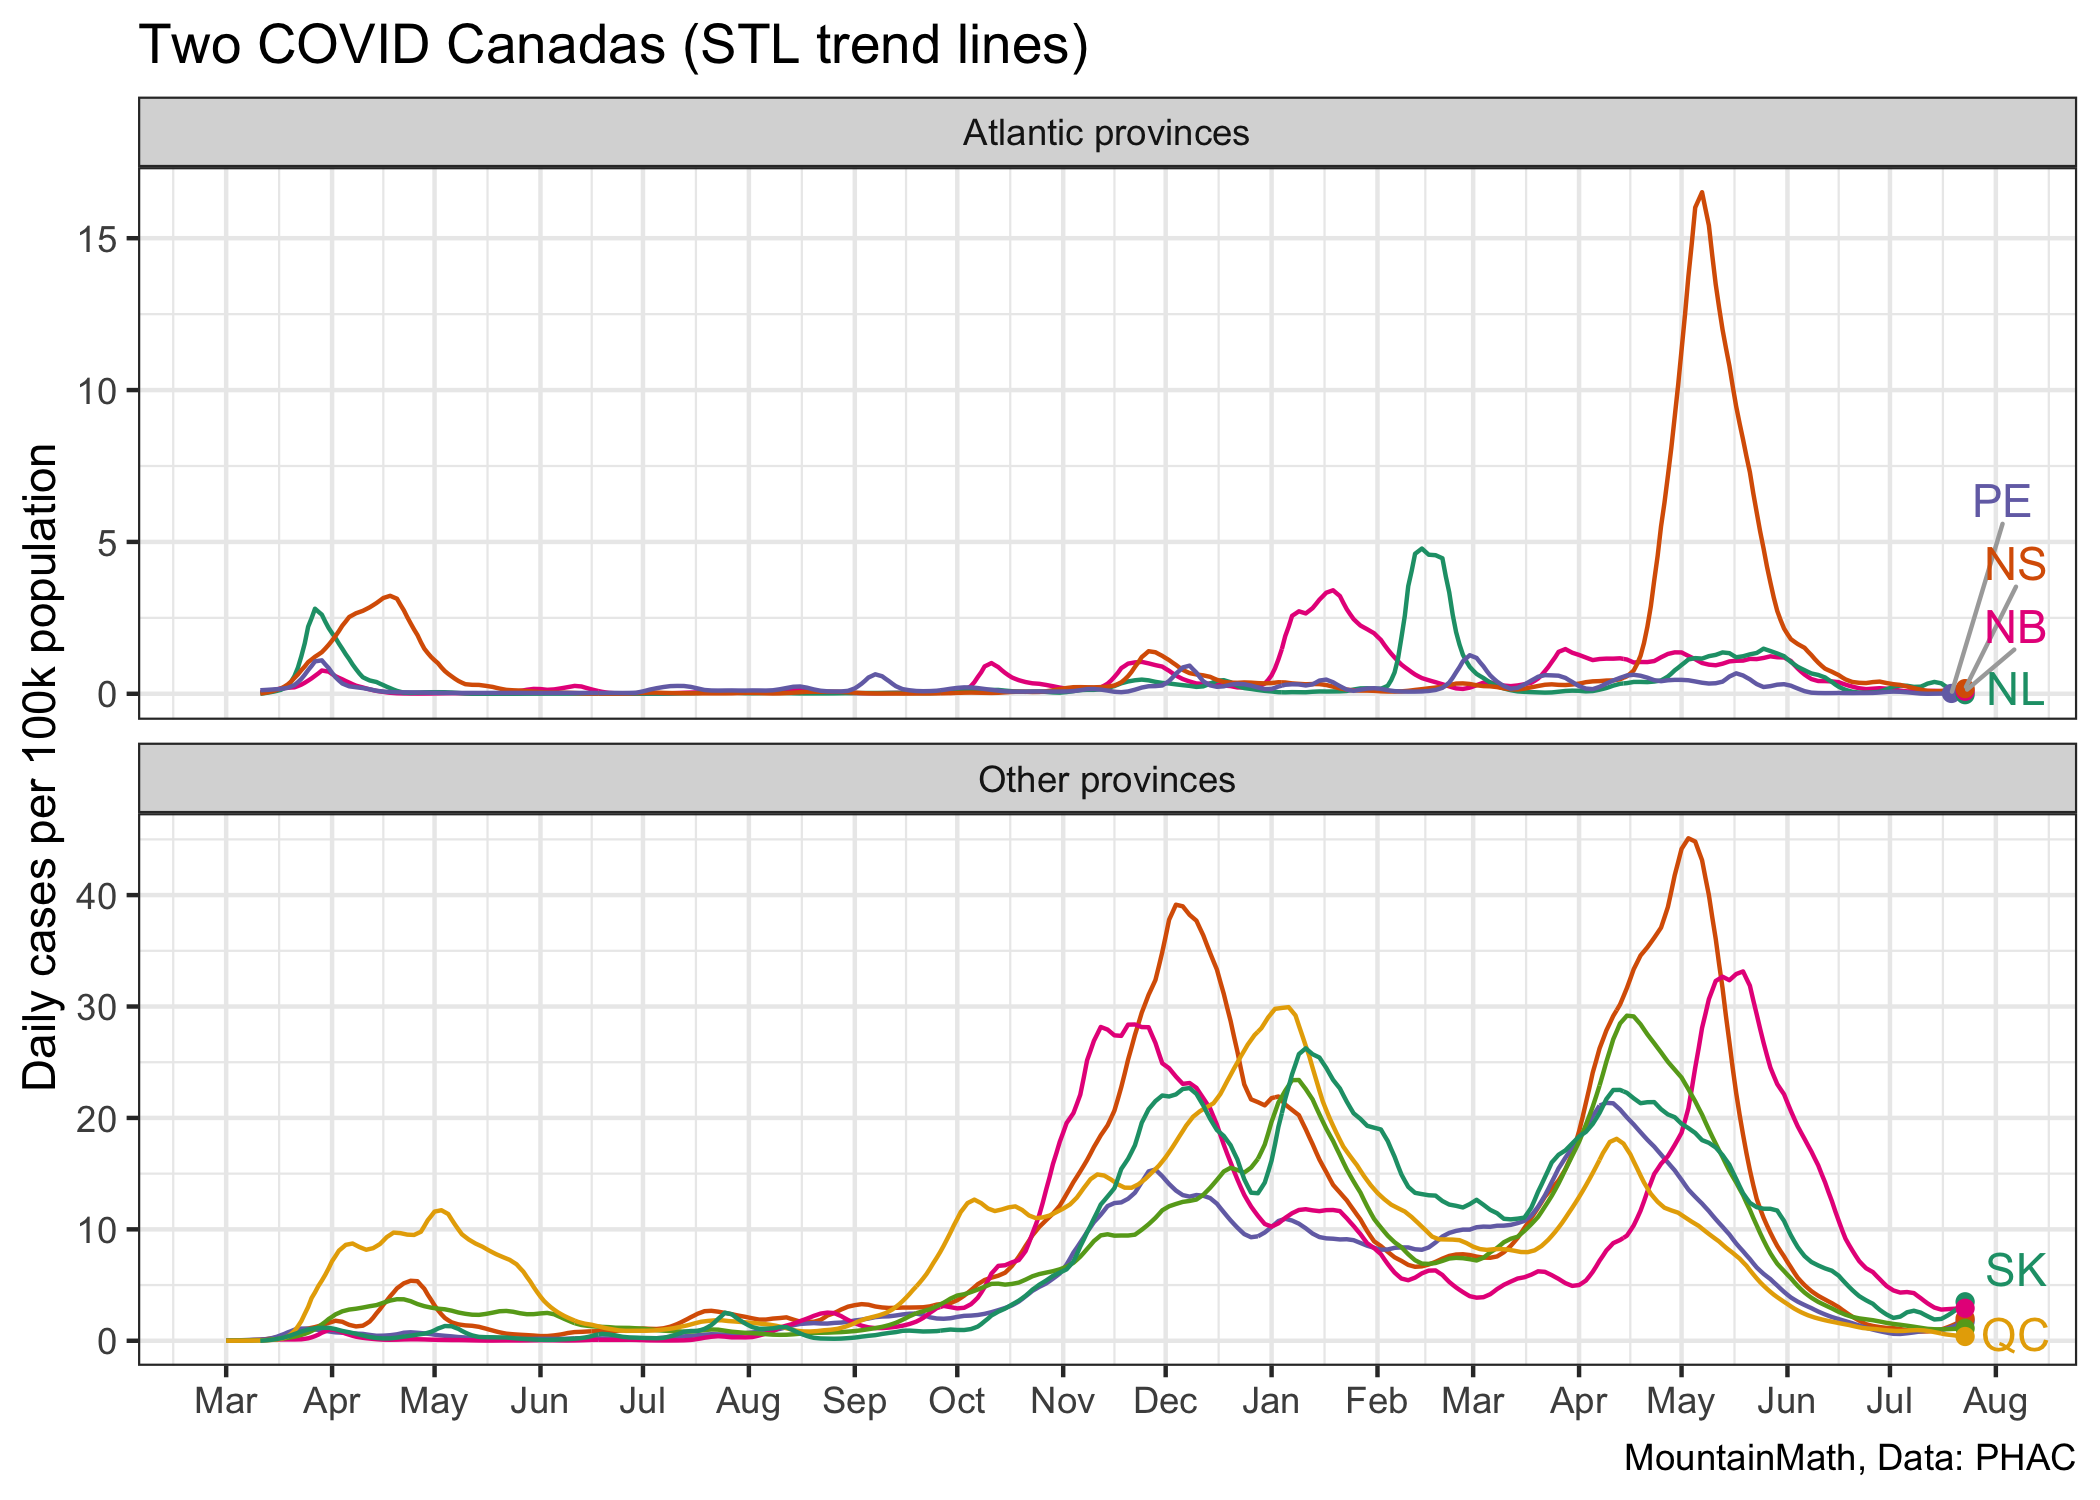 Two COVID Canadas (STL trend lines)
Atlantic provinces
15
10
5
0
PE
NS
NB
NL
Daily cases per 100k population
Other provinces
40
30
20
10
0
SK
QC
Mar Apr May Jun Jul Aug Sep Oct Nov Dec Jan Feb Mar Apr May Jun Jul Aug
MountainMath, Data: PHAC